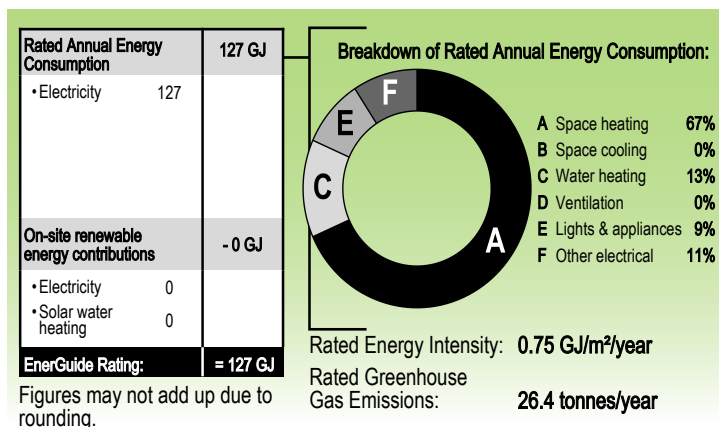 Rated Annual Energy
Consumption
127 GJ
• Electricity 127
On-site renewable
energy contributions
- 0 GJ
• Electricity 0
• Solar water
heating 0
EnerGuide Rating: = 127 GJ
Figures may not add up due to
rounding.
Breakdown of Rated Annual Energy Consumption:
F
E
C
A
A Space heating 67%
B Space cooling 0%
C Water heating 13%
D Ventilation 0%
E Lights & appliances 9%
F Other electrical 11%
Rated Energy Intensity: 0.75 GJ/m²/year
Rated Greenhouse
Gas Emissions: 26.4 tonnes/year